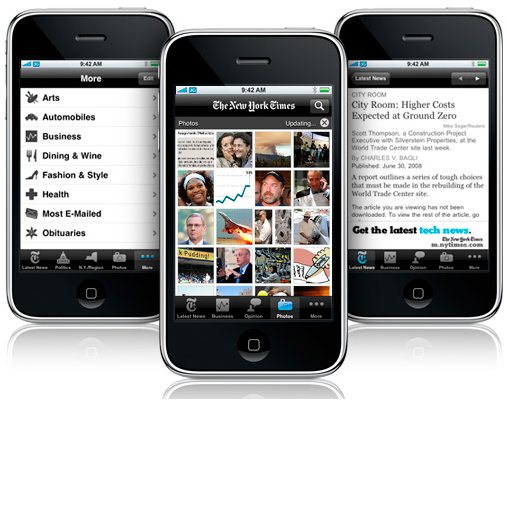 9:42 AM
More
Edit
Arts
Automobiles
Business
Dining & Wine
Fashion & Style
Health
Most E-Mailed
Obituaries
Latest News
Politics
N.Y./Region
Photos
More
9:42 AM
The New York Times
Photos
Updating...
k Pudding!
Latest News
Business
Opinion
Photos
More
9:42 AM
Latest News
CITY ROOM
City Room: Higher Costs
Expected at Ground Zero
Mike Segar/Reuters
Scott Thompson, a Construction Project
Executive with Silverstein Properties, at the
World Trade Center site last week.
By CHARLES V. BAGLI
Published: June 30, 2008
A report outlines a series of tough choices
that must be made in the rebuilding of the
World Trade Center site.
The article you are viewing has not been
downloaded. To view the rest of the article, go
Get the latest tech news.
The New York Times
m.nytimes.com
Latest News
Business
Opinion
Photos
More